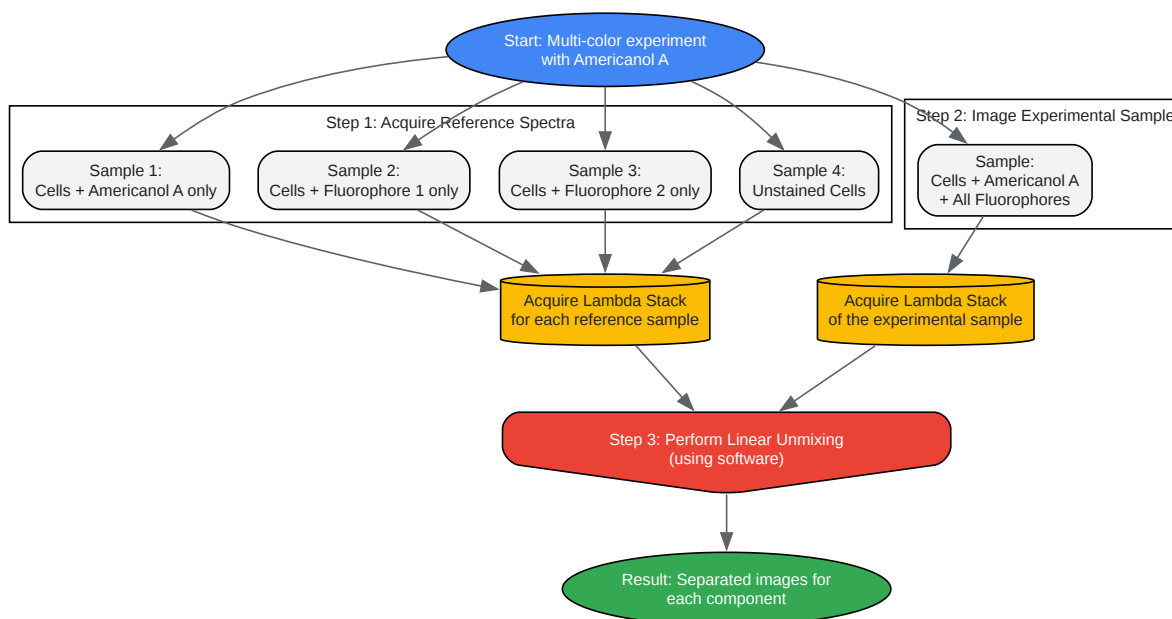 Start: Multi-color experiment
with Americanol A
Step 1: Acquire Reference Spectra
Step 2: Image Experimental Sample
Sample 1:
Cells + Americanol A only
Sample 2:
Cells + Fluorophore 1 only
Sample 3:
Cells + Fluorophore 2 only
Sample 4:
Unstained Cells
Sample:
Cells + Americanol A
+ All Fluorophores
Acquire Lambda Stack
for each reference sample
Acquire Lambda Stack
of the experimental sample
Step 3: Perform Linear Unmixing
(using software)
Result: Separated images for
each component